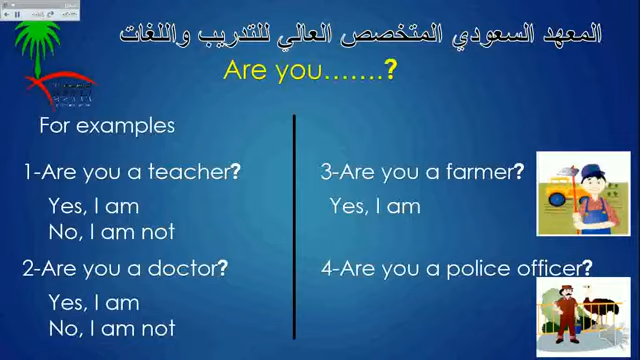 المعهد السعودي المتخصص العالي للتدريب واللغات
Are you.......?
For examples
1-Are you a teacher?
Yes, I am
No, I am not
2-Are you a doctor?
Yes, I am
No, I am not
3-Are you a farmer?
Yes, I am
4-Are you a police officer?